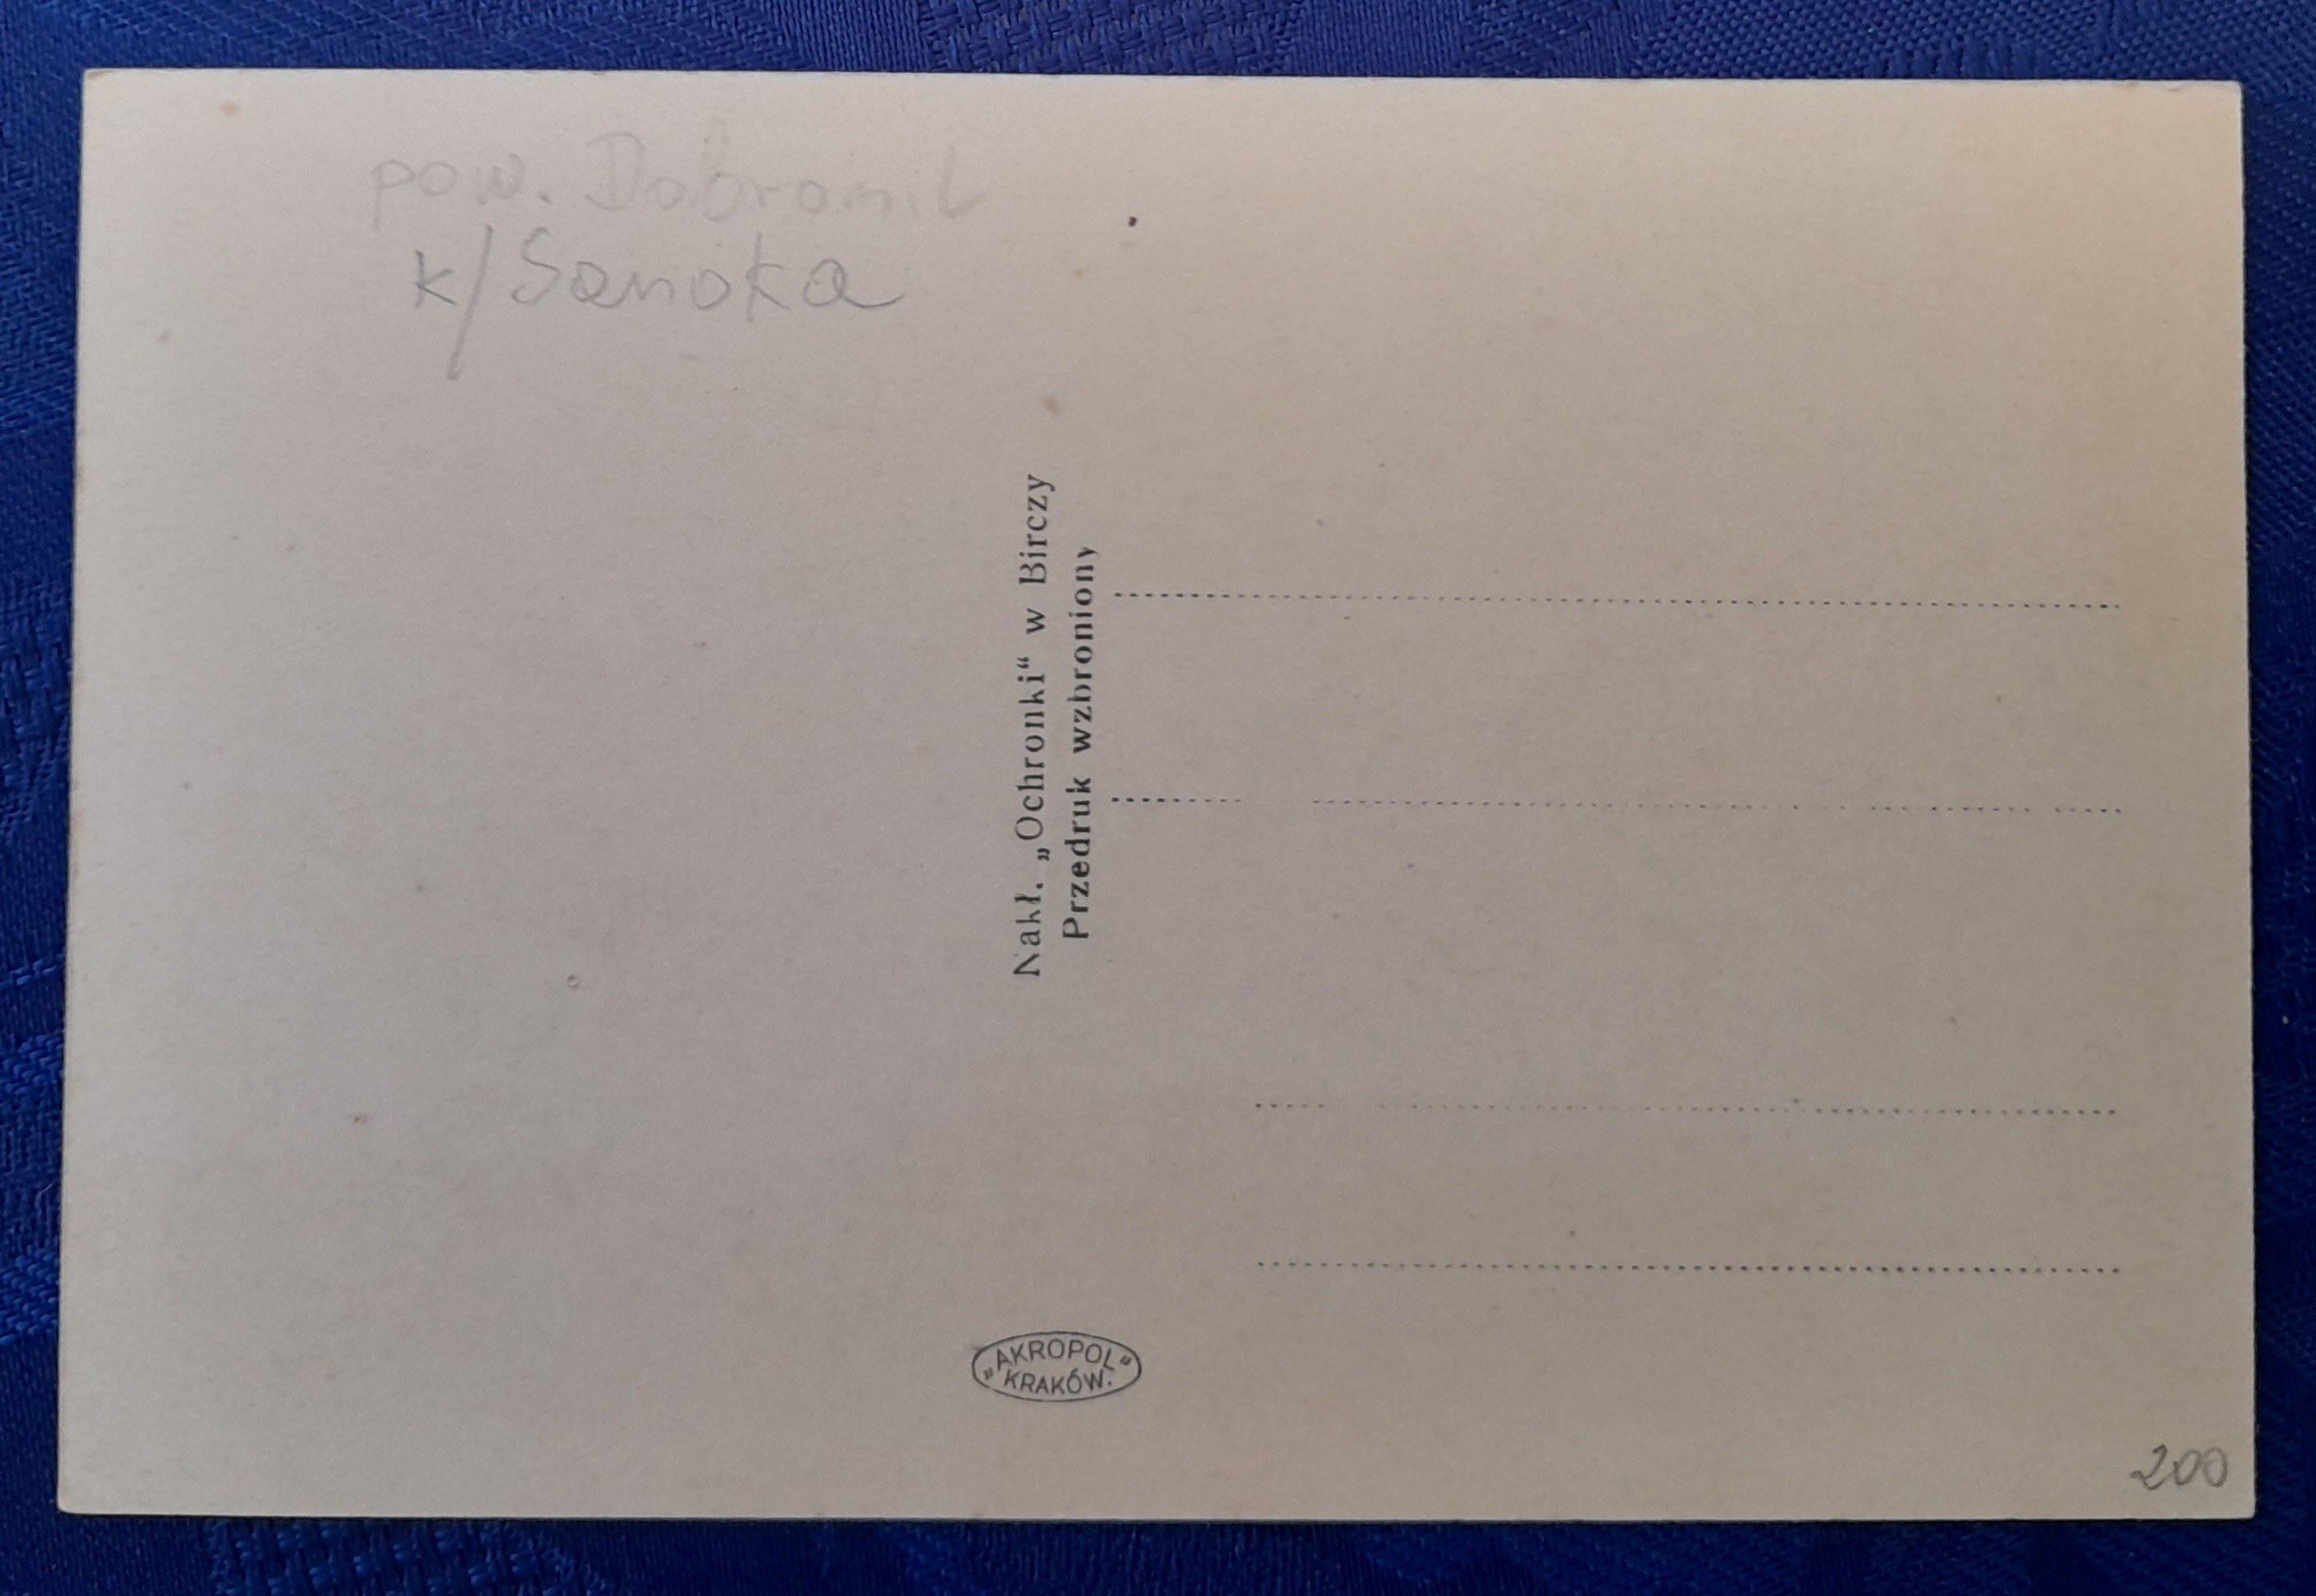 pow. Dobromil
k/Sanoka
Nakł. „Ochronki“ w Birczy
Przedruk wzbroniony
„AKROPOL“
KRAKÓW.
200